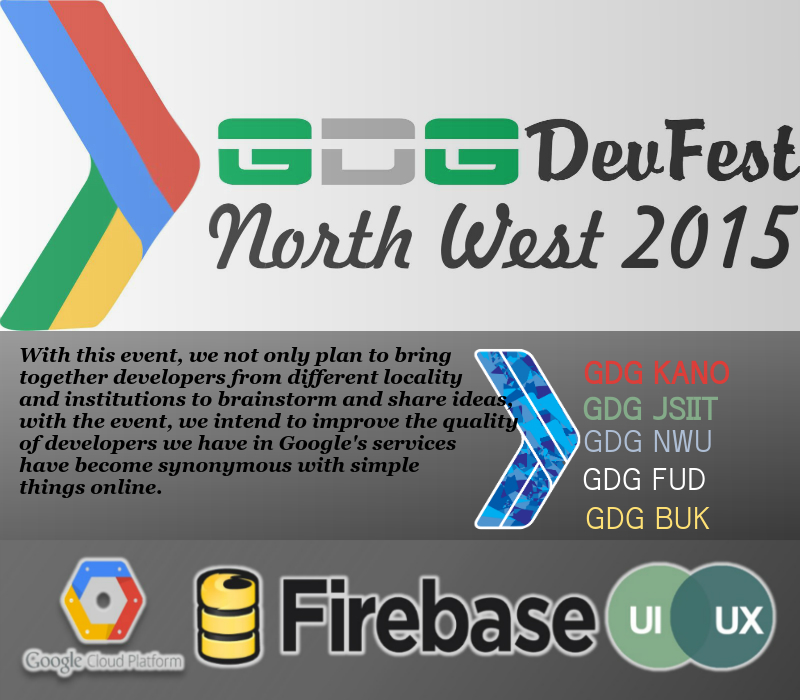 GDG DevFest
North West 2015
With this event, we not only plan to bring
together developers from different locality
and institutions to brainstorm and share ideas,
with the event, we intend to improve the quality
of developers we have in Google's services
have become synonymous with simple
things online.
GDG KANO
GDG JSIIT
GDG NWU
GDG FUD
GDG BUK
Google Cloud Platform
Firebase
UI UX